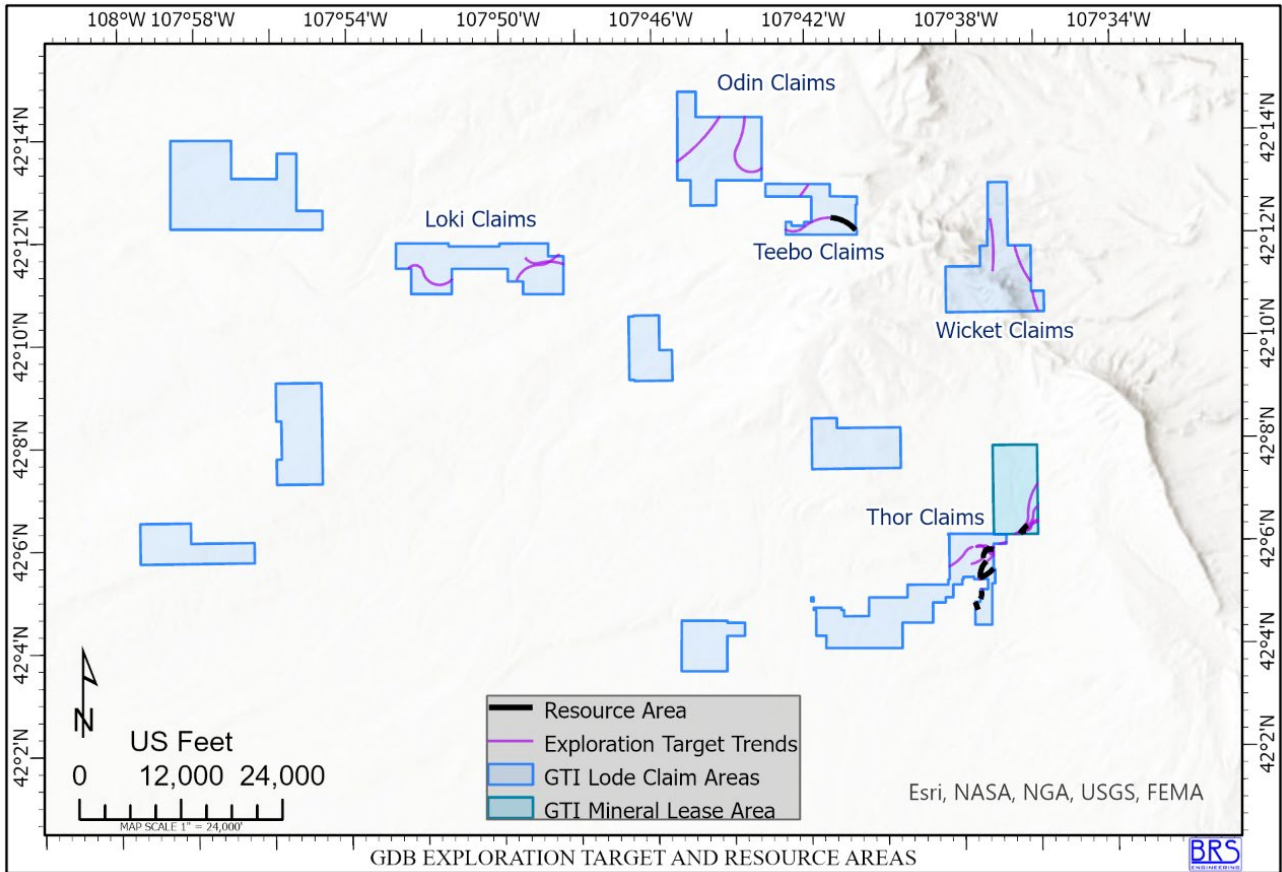 108°W 107°58'W 107°54'W 107°50'W 107°46'W 107°42'W 107°38'W 107°34'W
42°14'N
42°12'N
42°10'N
42°8'N
42°6'N
42°4'N
42°2'N
Odin Claims
Loki Claims
Teebo Claims
Wicket Claims
Thor Claims
N
US Feet
0 12,000 24,000
MAP SCALE 1" = 24,000'
Resource Area
Exploration Target Trends
GTI Lode Claim Areas
GTI Mineral Lease Area
Esri, NASA, NGA, USGS, FEMA
42°14'N
42°12'N
42°10'N
42°8'N
42°6'N
42°4'N
42°2'N
GDB EXPLORATION TARGET AND RESOURCE AREAS
BRS
ENGINEERING